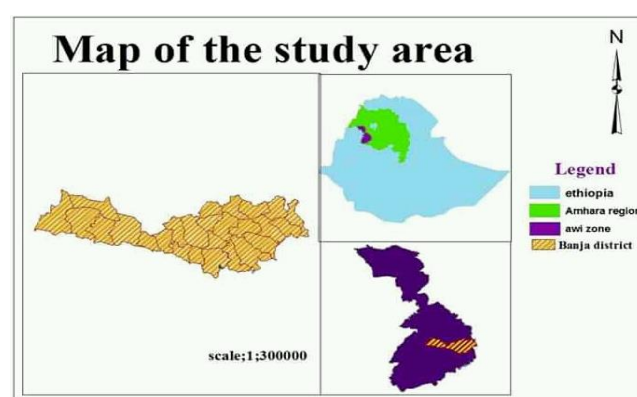 Map of the study area
N
Legend
ethiopia
Amhara region
awi zone
Banja district
scale;1;300000